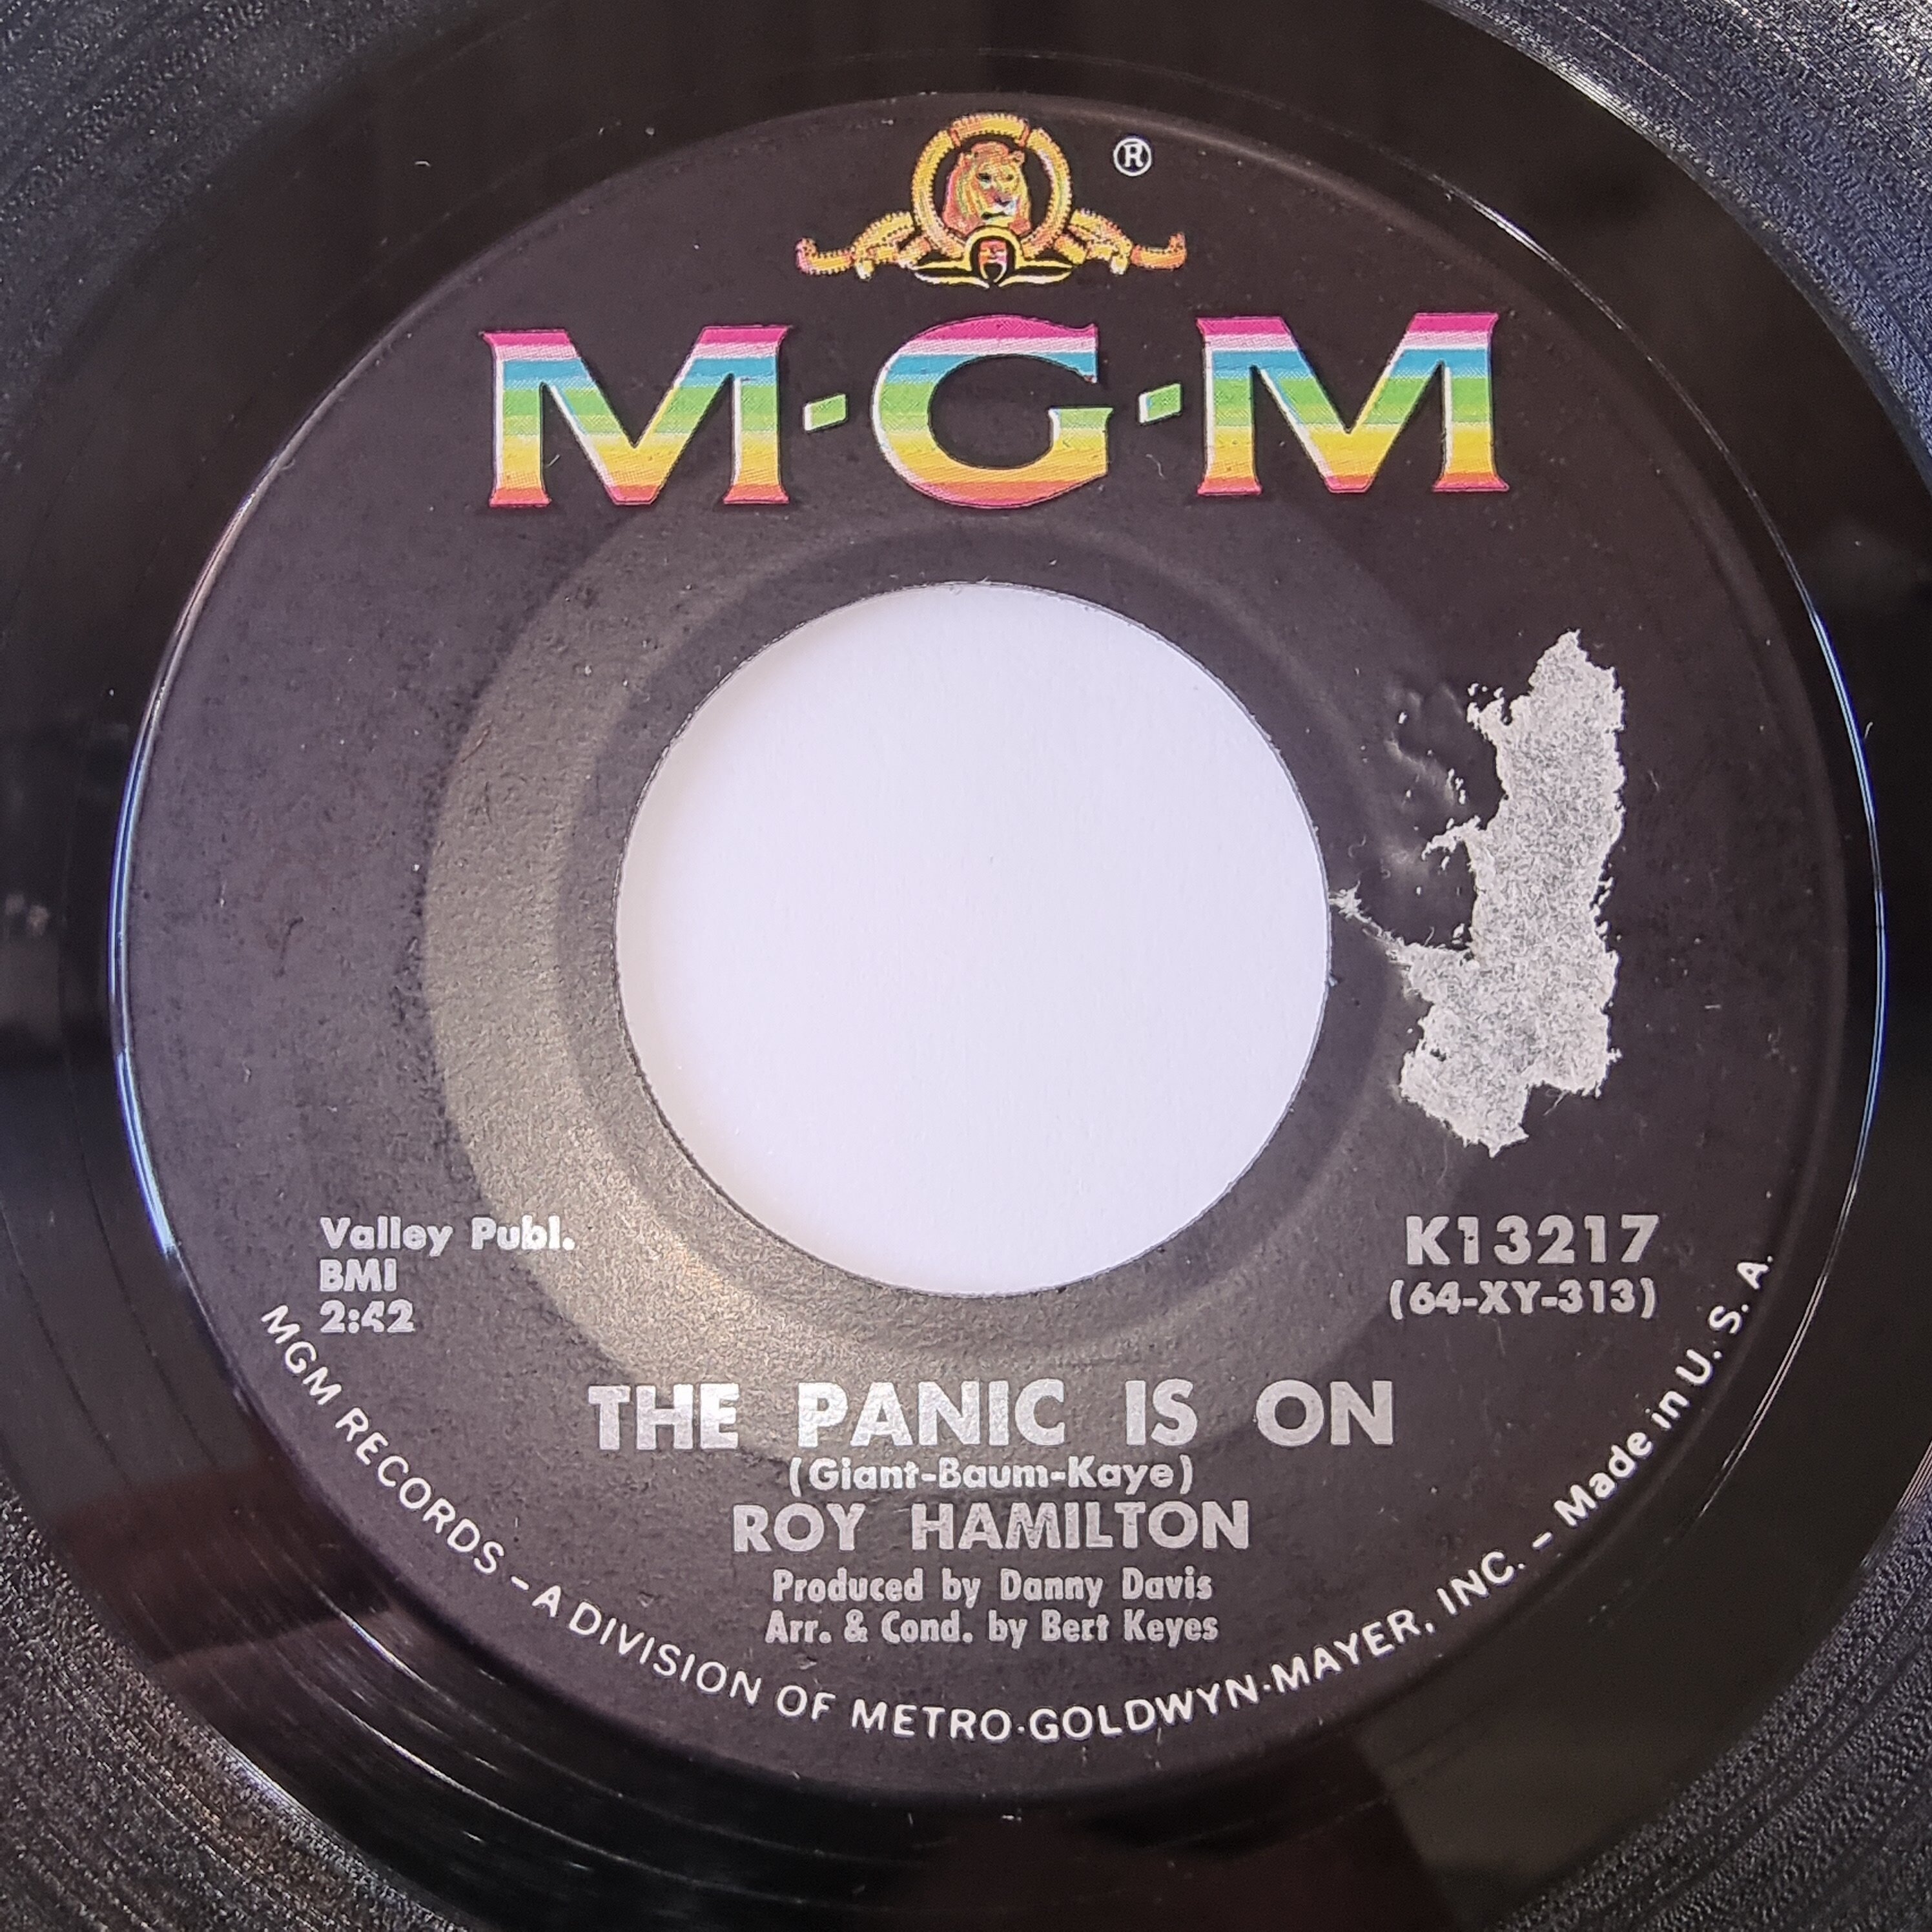 ®
M·G·M
Valley Publ.
BMI
2:42
K13217
(64-XY-313)
THE PANIC IS ON
(Giant-Baum-Kaye)
ROY HAMILTON
Produced by Danny Davis
Arr. & Cond. by Bert Keyes
MGM RECORDS – A DIVISION OF METRO·GOLDWYN·MAYER, INC. – Made in U. S. A.